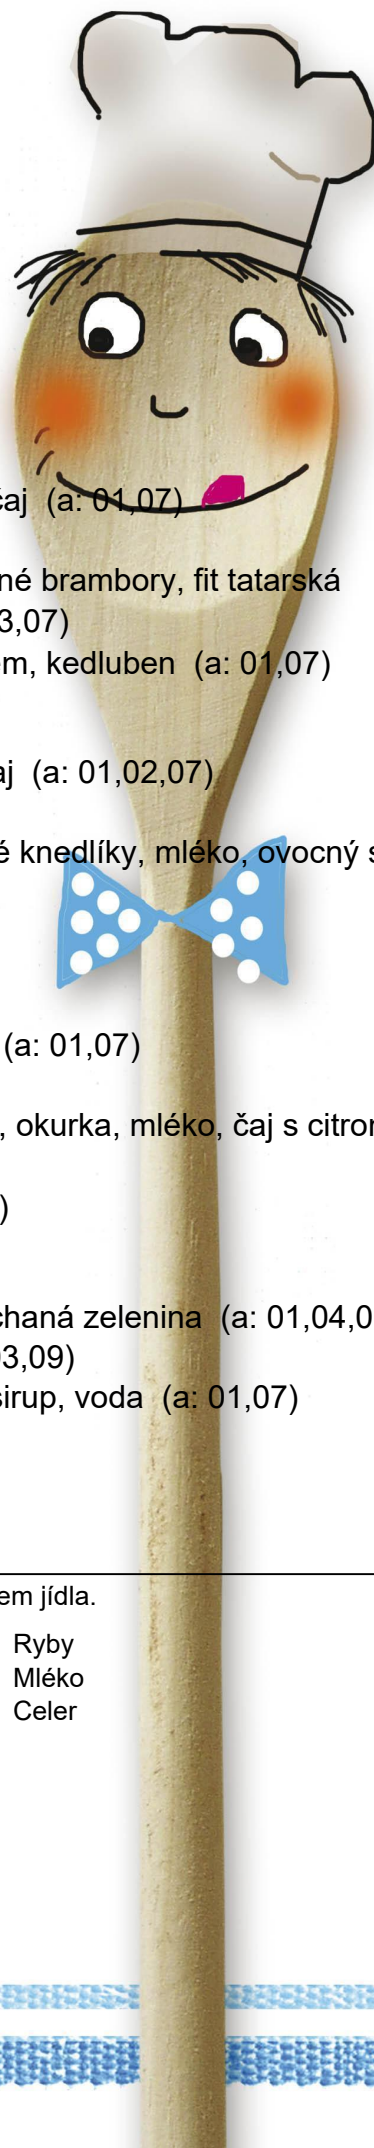 čaj (a: 01,07)
né brambory, fit tatarská
3,07)
em, kedluben (a: 01,07)
aj (a: 01,02,07)
é knedlíky, mléko, ovocný s
(a: 01,07)
, okurka, mléko, čaj s citron
)
chaná zelenina (a: 01,04,0
03,09)
sirup, voda (a: 01,07)
em jídla.
Ryby
Mléko
Celer